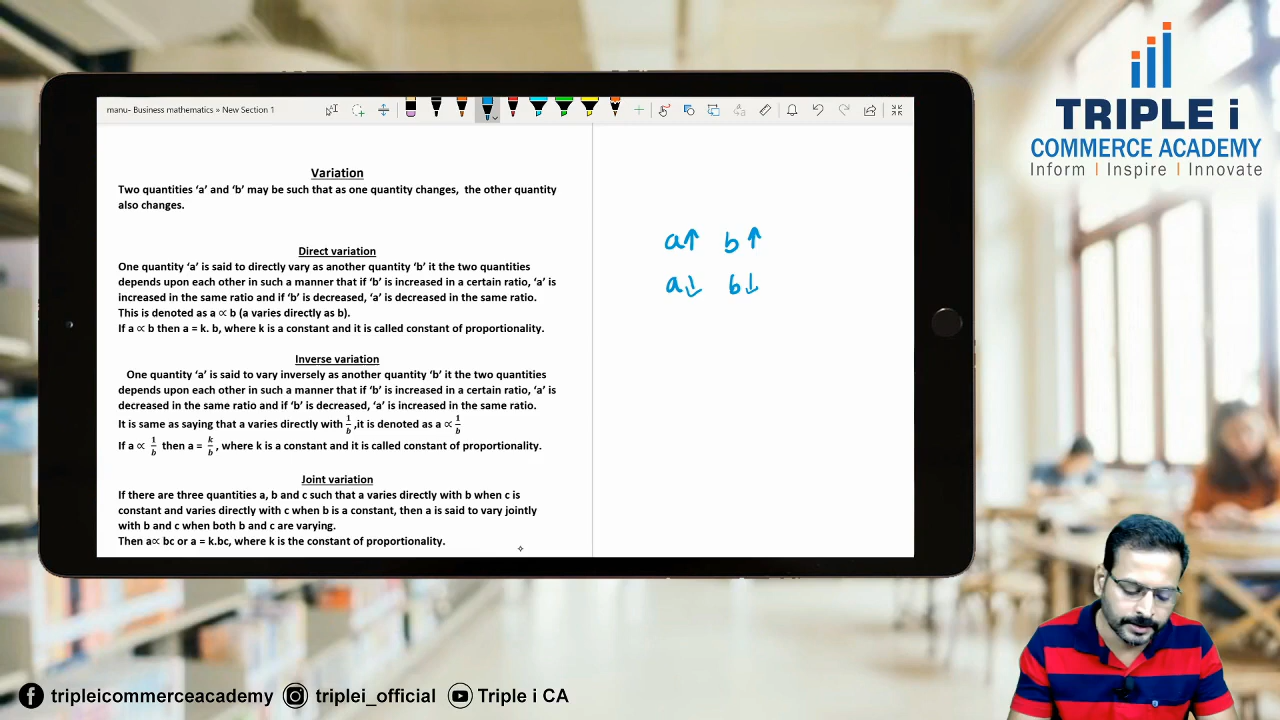 manu- Business mathematics » New Section 1
TRIPLE i
COMMERCE ACADEMY
Inform | Inspire | Innovate
Variation
Two quantities ‘a’ and ‘b’ may be such that as one quantity changes, the other quantity
also changes.
Direct variation
One quantity ‘a’ is said to directly vary as another quantity ‘b’ it the two quantities
depends upon each other in such a manner that if ‘b’ is increased in a certain ratio, ‘a’ is
increased in the same ratio and if ‘b’ is decreased, ‘a’ is decreased in the same ratio.
This is denoted as a ∝ b (a varies directly as b).
If a ∝ b then a = k. b, where k is a constant and it is called constant of proportionality.
Inverse variation
One quantity ‘a’ is said to vary inversely as another quantity ‘b’ it the two quantities
depends upon each other in such a manner that if ‘b’ is increased in a certain ratio, ‘a’ is
decreased in the same ratio and if ‘b’ is decreased, ‘a’ is increased in the same ratio.
It is same as saying that a varies directly with 1/b ,it is denoted as a ∝ 1/b
If a ∝ 1/b then a = k/b , where k is a constant and it is called constant of proportionality.
Joint variation
If there are three quantities a, b and c such that a varies directly with b when c is
constant and varies directly with c when b is a constant, then a is said to vary jointly
with b and c when both b and c are varying.
Then a∝ bc or a = k.bc, where k is the constant of proportionality.
a↑ b↑
a↓ b↓
tripleicommerceacademy
triplei_official
Triple i CA